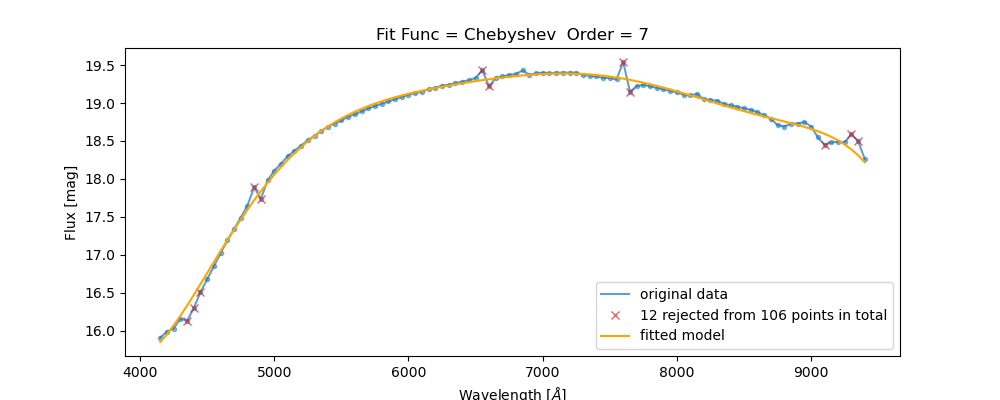 Fit Func = Chebyshev  Order = 7
Flux [mag]
19.5
19.0
18.5
18.0
17.5
17.0
16.5
16.0
original data
12 rejected from 106 points in total
fitted model
4000 5000 6000 7000 8000 9000
Wavelength [Å]